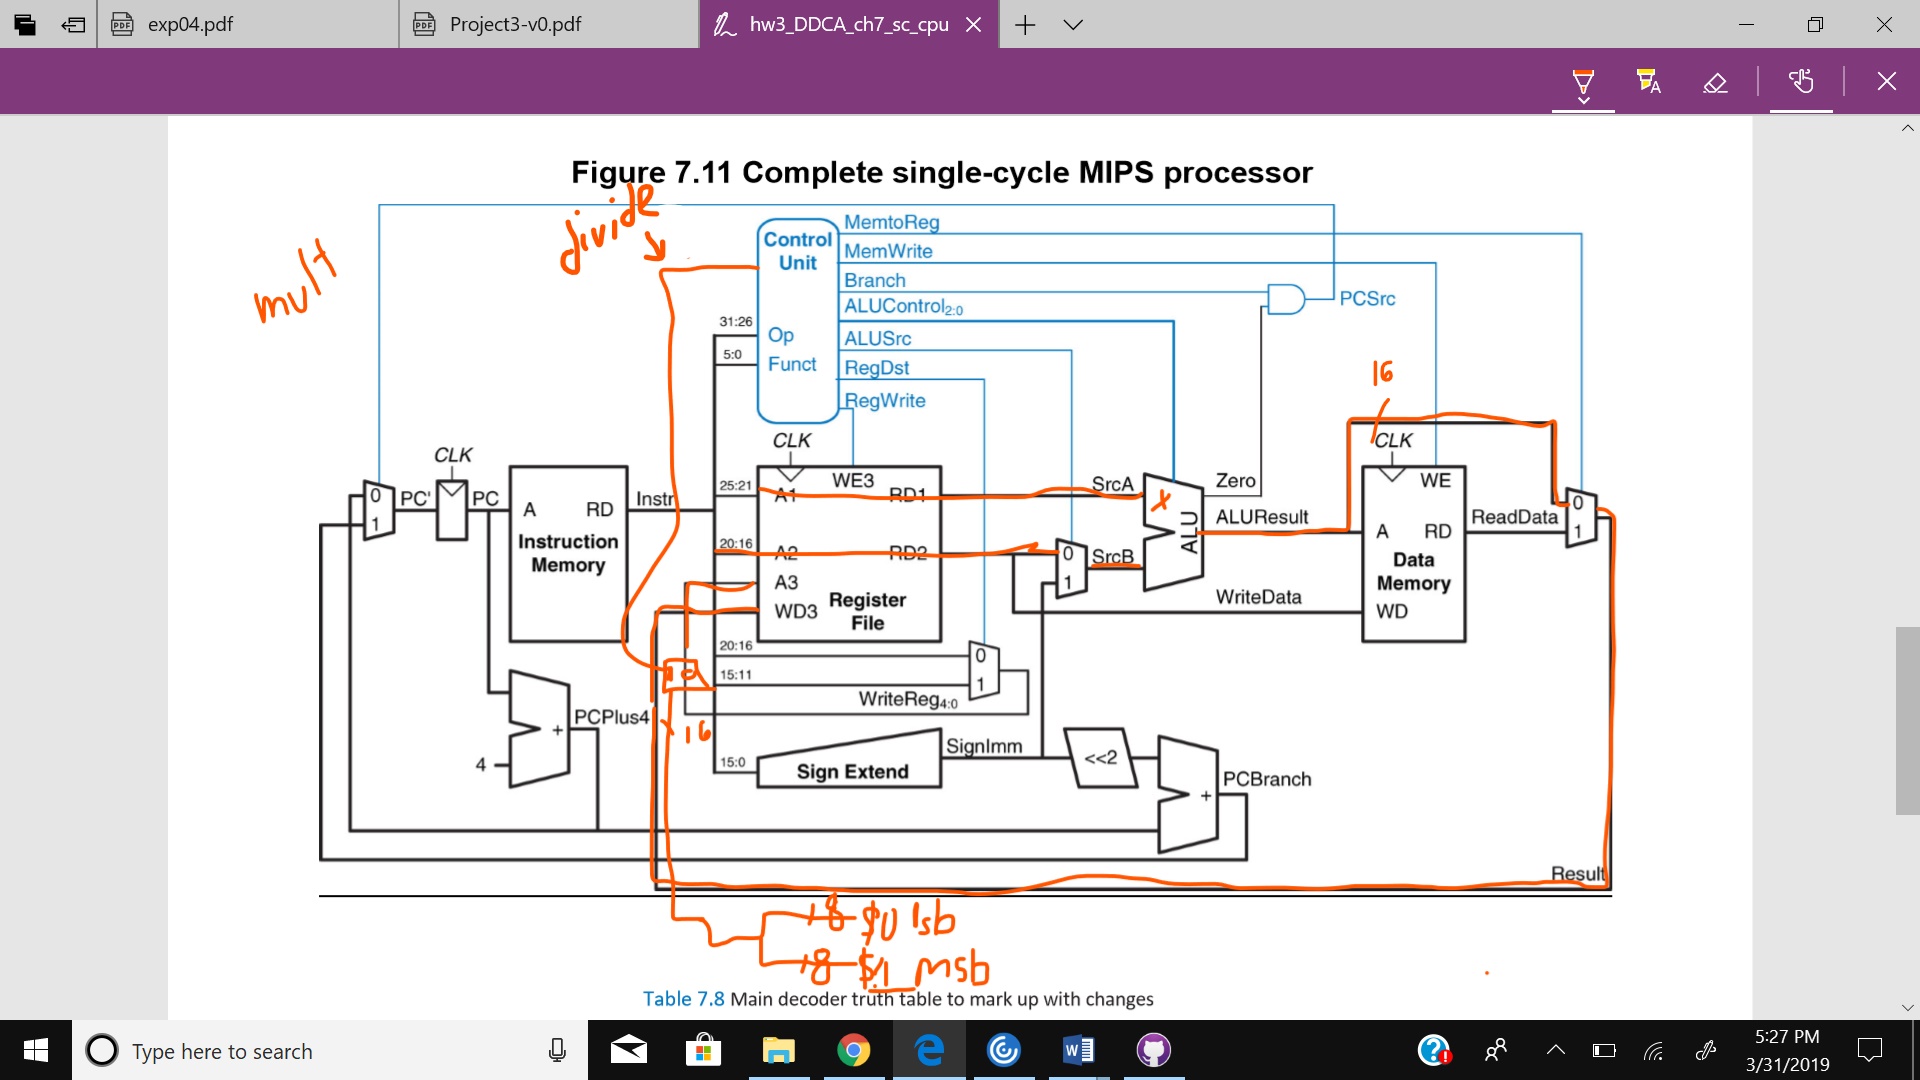 exp04.pdf
Project3-v0.pdf
hw3_DDCA_ch7_sc_cpu
Figure 7.11 Complete single-cycle MIPS processor
divide
mult
Control Unit
MemtoReg
MemWrite
Branch
ALUControl2:0
ALUSrc
RegDst
RegWrite
PCSrc
31:26
Op
5:0
Funct
16
CLK
CLK
CLK
0
1
PC'
PC
A RD
Instruction Memory
Instr
25:21
A1
WE3
RD1
SrcA
x
Zero
ALU
ALUResult
WE
A RD
Data Memory
WD
ReadData
0
1
20:16
A2
RD2
0
1
SrcB
A3
WD3
Register File
WriteData
20:16
0
15:11
1
WriteReg4:0
PCPlus4
+
4
16
15:0
Sign Extend
SignImm
<<2
+
PCBranch
Result
8 $0 lsb
8 $1 msb
Table 7.8 Main decoder truth table to mark up with changes
Type here to search
5:27 PM
3/31/2019